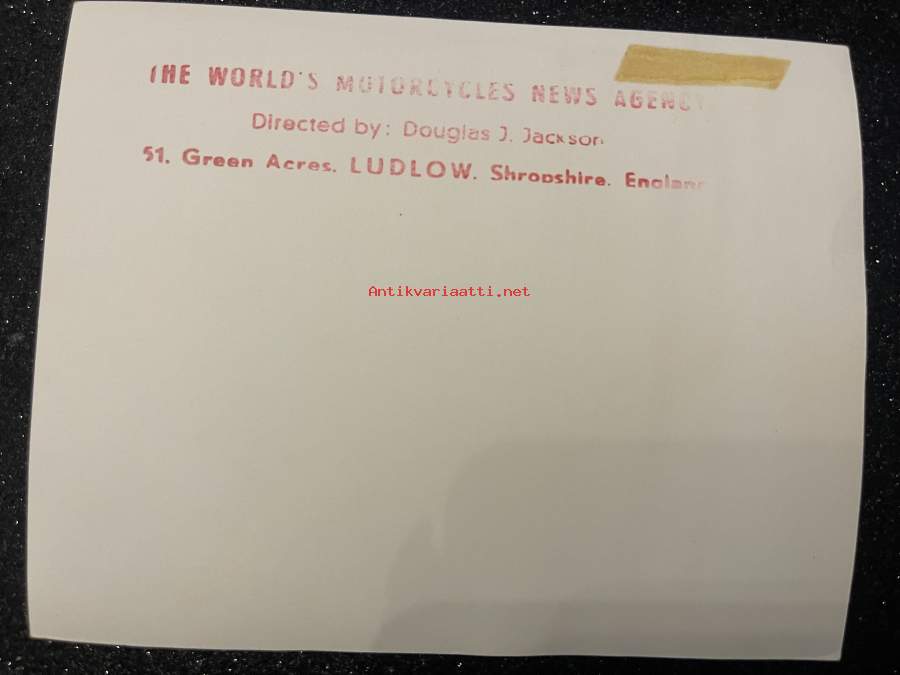 THE WORLD'S MOTORCYCLES NEWS AGENCY
Directed by: Douglas J. Jackson
51, Green Acres, LUDLOW, Shropshire, England
Antikvariaatti.net